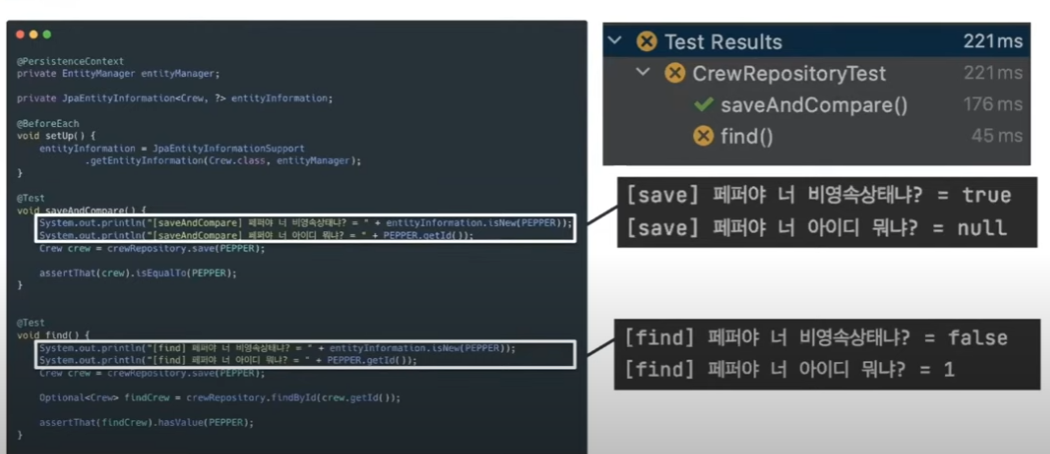 @PersistenceContext
private EntityManager entityManager;
private JpaEntityInformation<Crew, ?> entityInformation;
@BeforeEach
void setUp() {
entityInformation = JpaEntityInformationSupport
.getEntityInformation(Crew.class, entityManager);
}
@Test
void saveAndCompare() {
System.out.println("[saveAndCompare] 페퍼야 너 비영속상태냐? = " + entityInformation.isNew(PEPPER));
System.out.println("[saveAndCompare] 페퍼야 너 아이디 뭐냐? = " + PEPPER.getId());
Crew crew = crewRepository.save(PEPPER);
assertThat(crew).isEqualTo(PEPPER);
}
@Test
void find() {
System.out.println("[find] 페퍼야 너 비영속상태냐? = " + entityInformation.isNew(PEPPER));
System.out.println("[find] 페퍼야 너 아이디 뭐냐? = " + PEPPER.getId());
Crew crew = crewRepository.save(PEPPER);
Optional<Crew> findCrew = crewRepository.findById(crew.getId());
assertThat(findCrew).hasValue(PEPPER);
}
Test Results 221 ms
CrewRepositoryTest 221 ms
saveAndCompare() 176 ms
find() 45 ms
[save] 페퍼야 너 비영속상태냐? = true
[save] 페퍼야 너 아이디 뭐냐? = null
[find] 페퍼야 너 비영속상태냐? = false
[find] 페퍼야 너 아이디 뭐냐? = 1